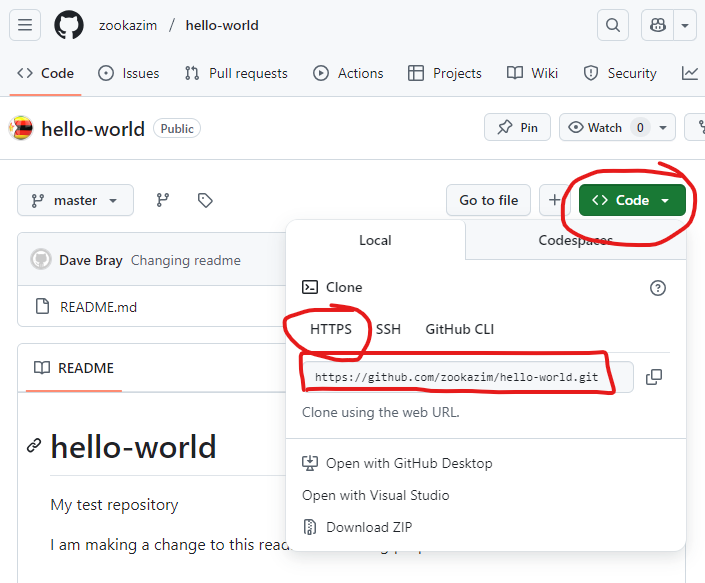 zookazim / hello-world
Code Issues Pull requests Actions Projects Wiki Security
hello-world Public Pin Watch 0
master Go to file + Code
Local Codespaces
Dave Bray Changing readme
Clone
README.md
HTTPS SSH GitHub CLI
README
https://github.com/zookazim/hello-world.git
Clone using the web URL.
hello-world
Open with GitHub Desktop
Open with Visual Studio
My test repository
Download ZIP
I am making a change to this